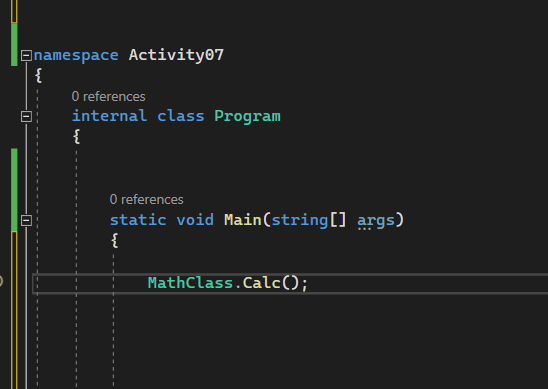 namespace Activity07
{
0 references
internal class Program
{
0 references
static void Main(string[] args)
{
MathClass.Calc();